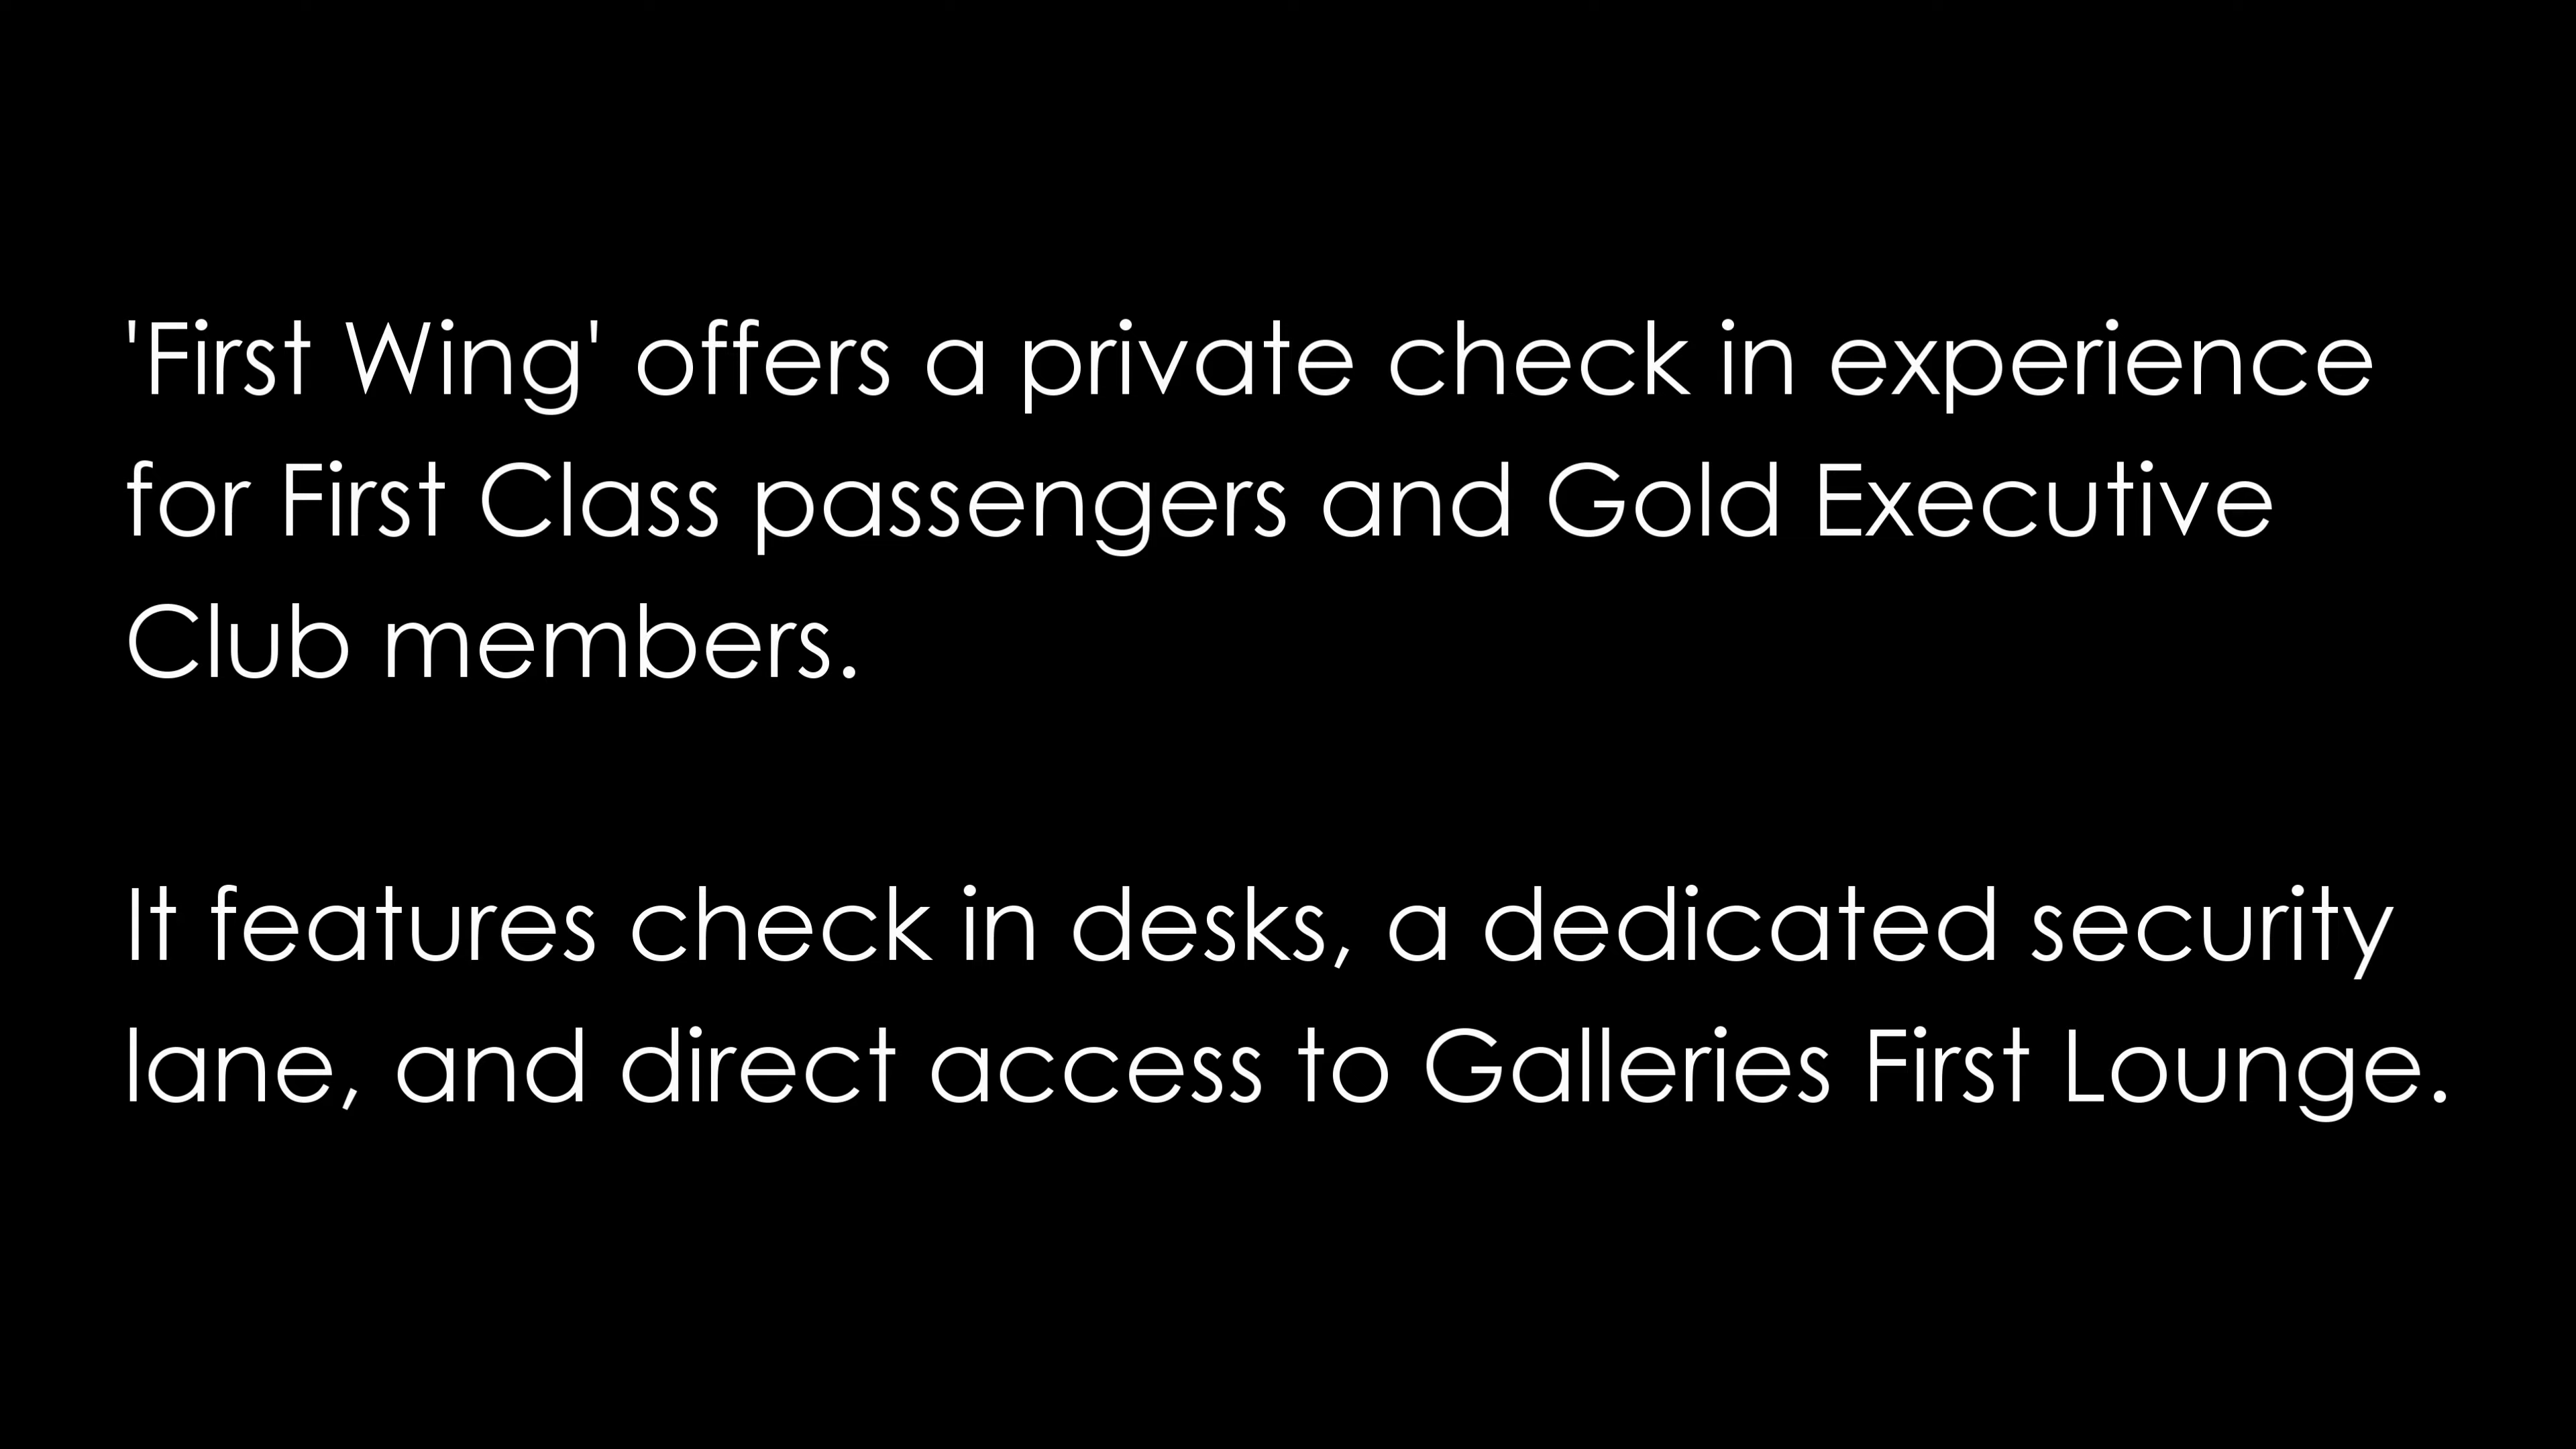 'First Wing' offers a private check in experience
for First Class passengers and Gold Executive
Club members.
It features check in desks, a dedicated security
lane, and direct access to Galleries First Lounge.